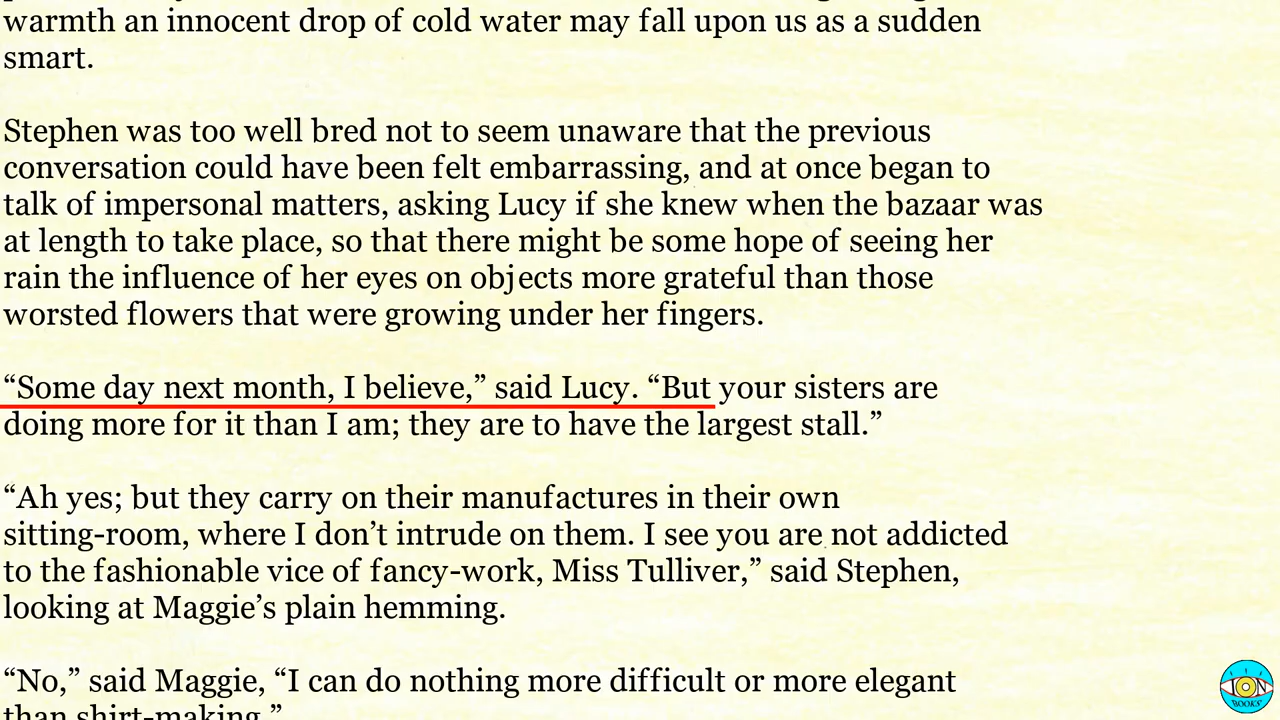 warmth an innocent drop of cold water may fall upon us as a sudden
smart.
Stephen was too well bred not to seem unaware that the previous
conversation could have been felt embarrassing, and at once began to
talk of impersonal matters, asking Lucy if she knew when the bazaar was
at length to take place, so that there might be some hope of seeing her
rain the influence of her eyes on objects more grateful than those
worsted flowers that were growing under her fingers.
“Some day next month, I believe,” said Lucy. “But your sisters are
doing more for it than I am; they are to have the largest stall.”
“Ah yes; but they carry on their manufactures in their own
sitting-room, where I don’t intrude on them. I see you are not addicted
to the fashionable vice of fancy-work, Miss Tulliver,” said Stephen,
looking at Maggie’s plain hemming.
“No,” said Maggie, “I can do nothing more difficult or more elegant
than shirt-making.”
ION
BOOKS